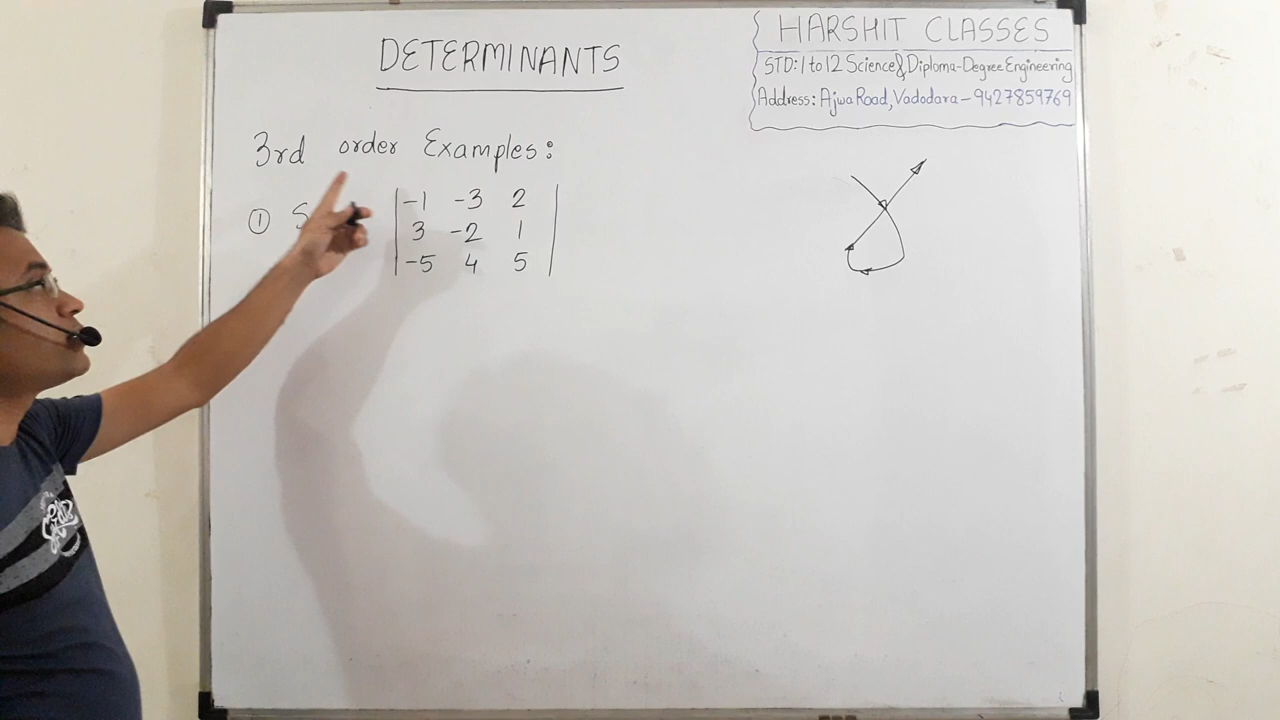 DETERMINANTS
HARSHIT CLASSES
STD: 1 to 12 Science & Diploma-Degree Engineering
Address: Ajwa Road, Vadodara - 9427859769
3rd order Examples:
① S
-1 -3 2
3 -2 1
-5 4 5